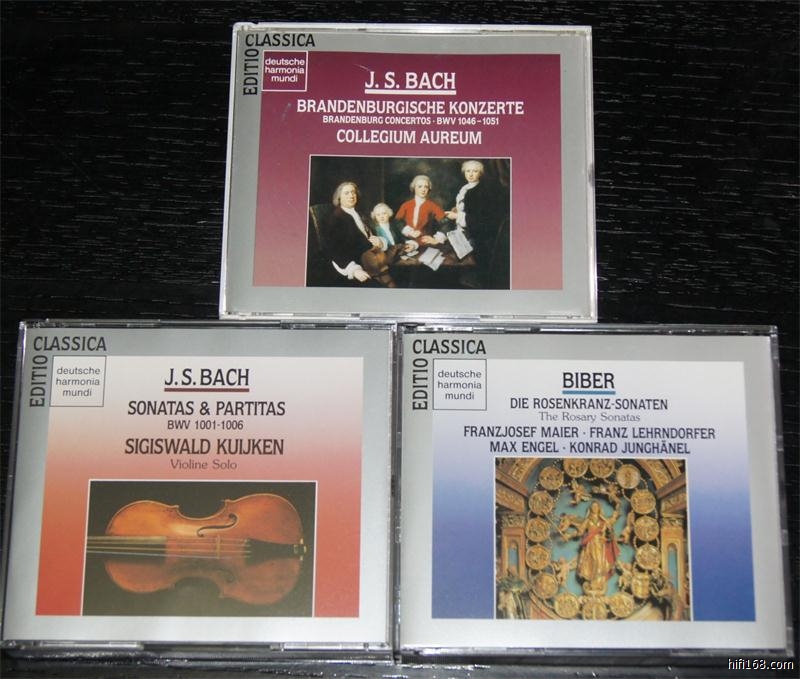 EDITIO CLASSICA
deutsche
harmonia
mundi
J. S. BACH
BRANDENBURGISCHE KONZERTE
BRANDENBURG CONCERTOS · BWV 1046–1051
COLLEGIUM AUREUM
EDITIO CLASSICA
deutsche
harmonia
mundi
J. S. BACH
SONATAS & PARTITAS
BWV 1001-1006
SIGISWALD KUIJKEN
Violine Solo
EDITIO CLASSICA
deutsche
harmonia
mundi
BIBER
DIE ROSENKRANZ-SONATEN
The Rosary Sonatas
FRANZJOSEF MAIER · FRANZ LEHRNDORFER
MAX ENGEL · KONRAD JUNGHÄNEL
hifi168.com